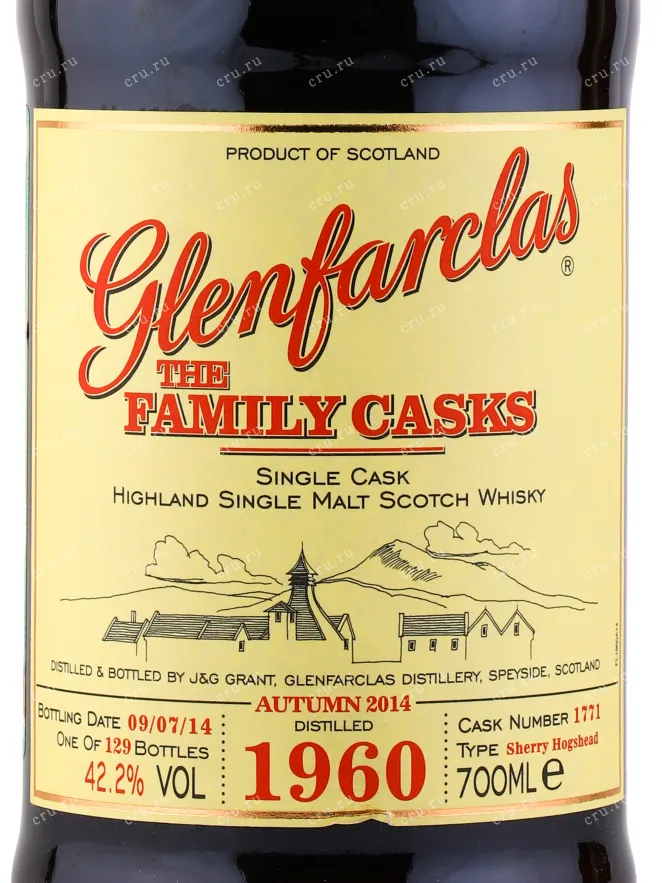 PRODUCT OF SCOTLAND
Glenfarclas
®
THE
FAMILY CASKS
SINGLE CASK
HIGHLAND SINGLE MALT SCOTCH WHISKY
DISTILLED & BOTTLED BY J&G GRANT, GLENFARCLAS DISTILLERY, SPEYSIDE, SCOTLAND
AUTUMN 2014
BOTTLING DATE 09/07/14
ONE OF 129 BOTTLES
42.2% VOL
DISTILLED
1960
CASK NUMBER 1771
TYPE Sherry Hogshead
700ML e
cru.ru